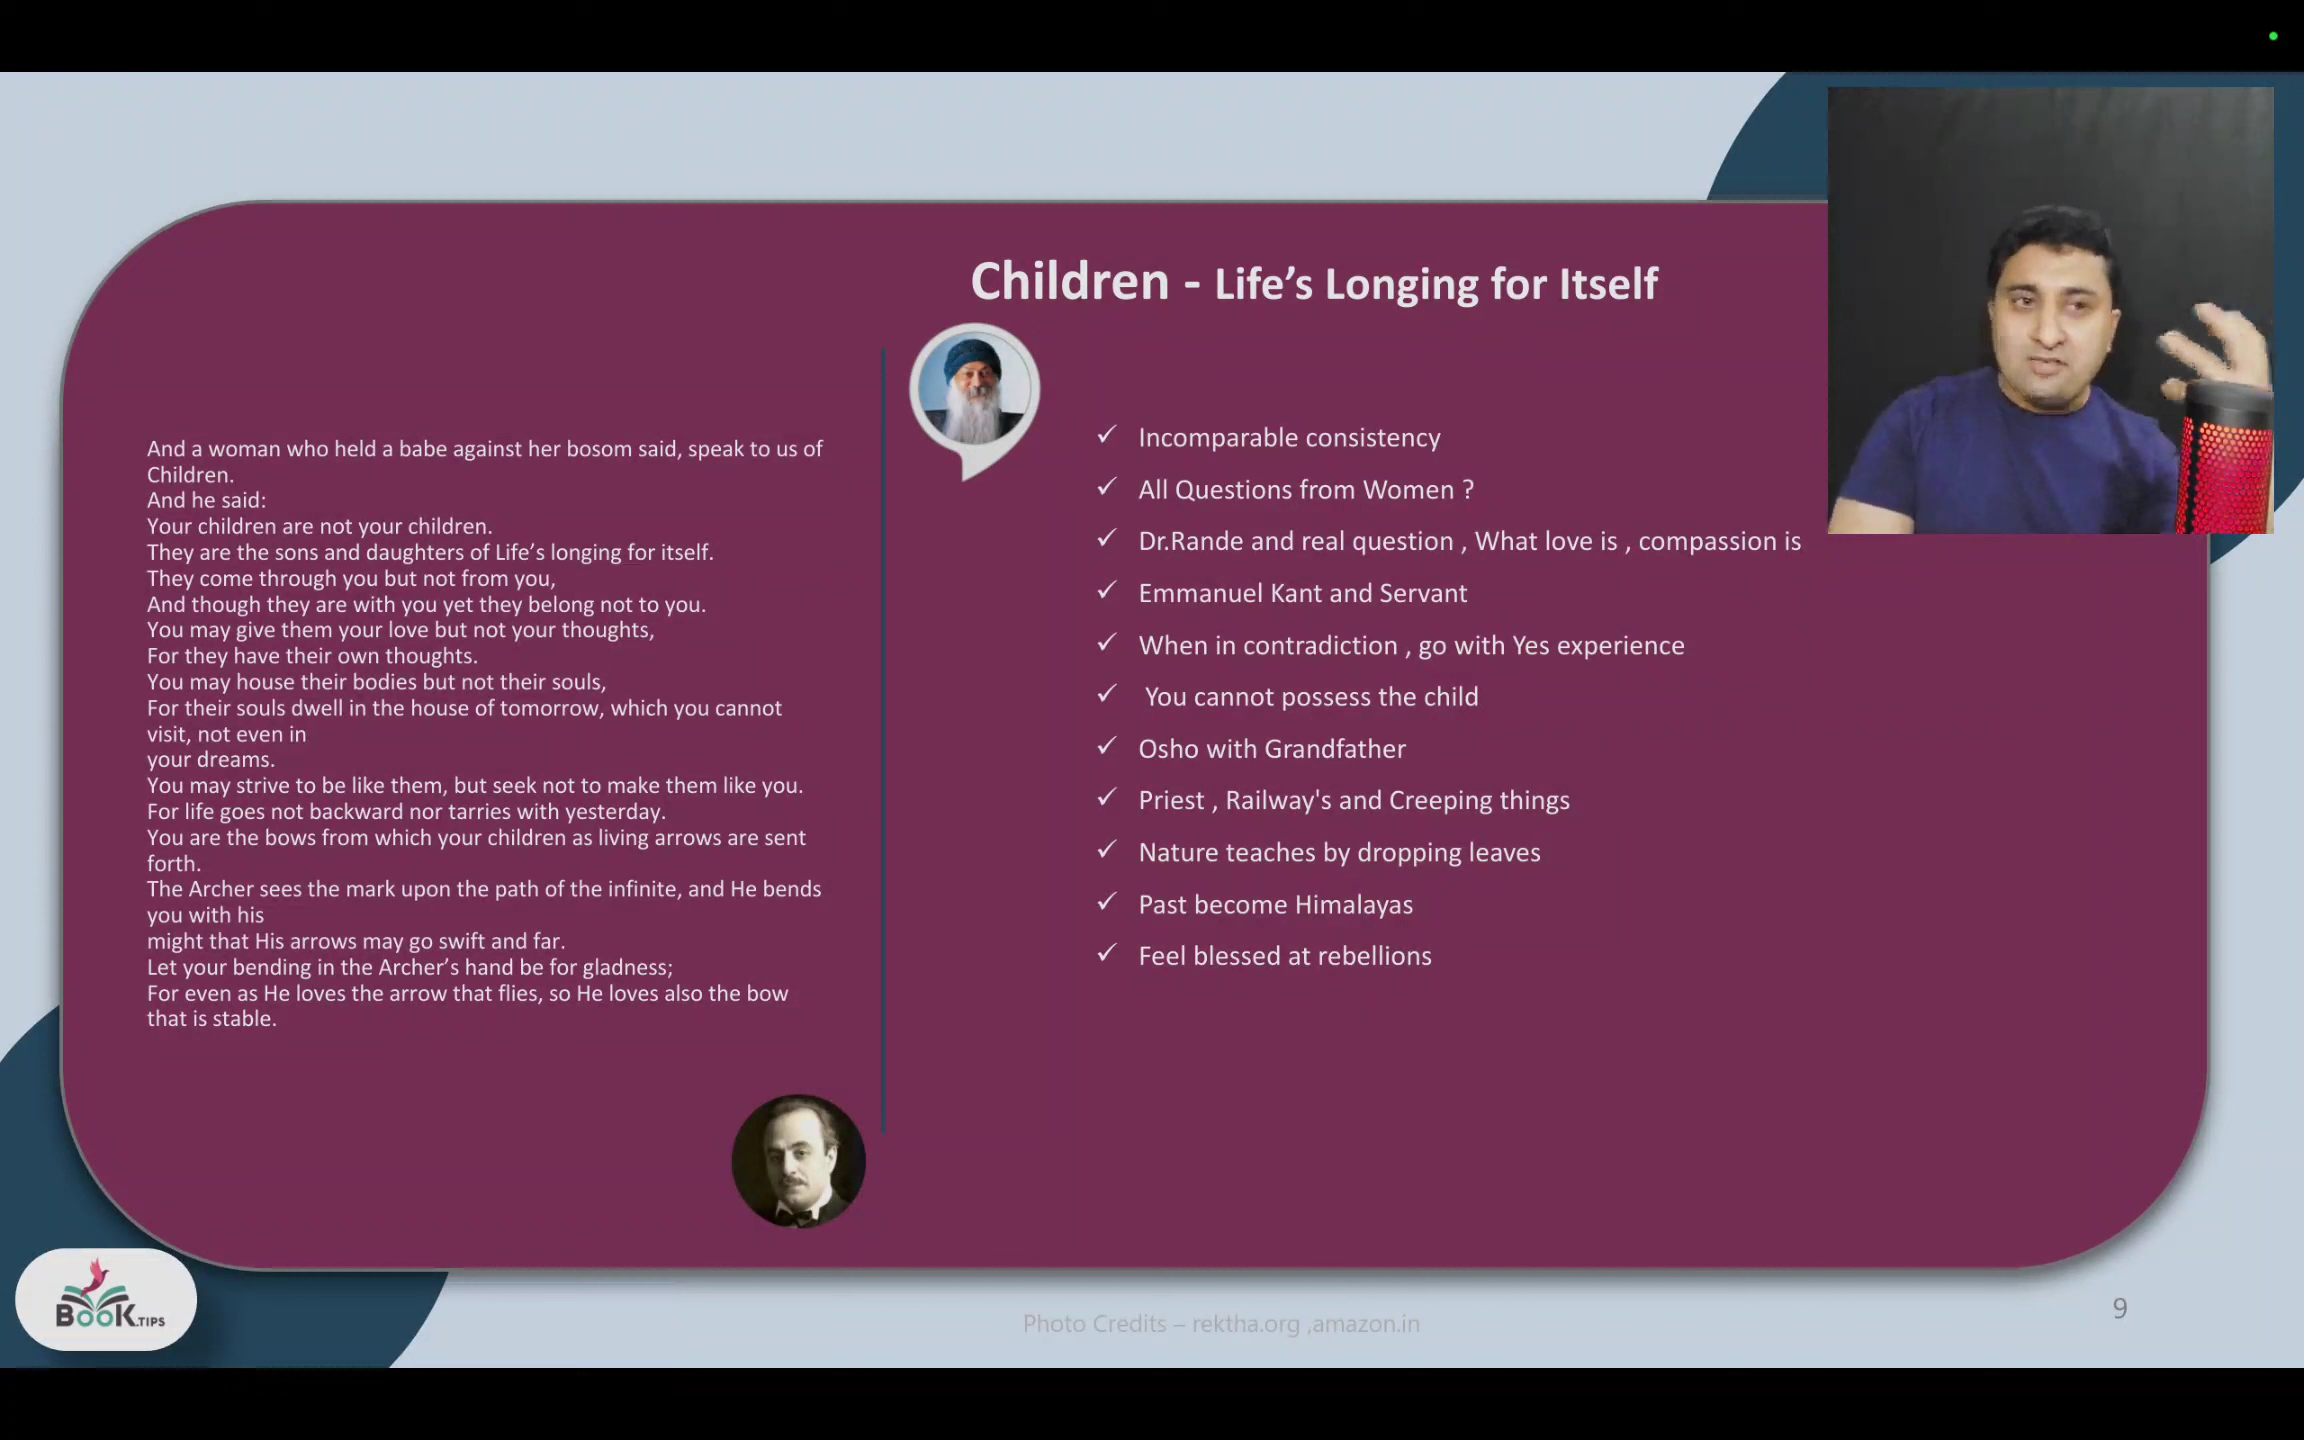 Children - Life’s Longing for Itself
And a woman who held a babe against her bosom said, speak to us of
Children.
And he said:
Your children are not your children.
They are the sons and daughters of Life’s longing for itself.
They come through you but not from you,
And though they are with you yet they belong not to you.
You may give them your love but not your thoughts,
For they have their own thoughts.
You may house their bodies but not their souls,
For their souls dwell in the house of tomorrow, which you cannot
visit, not even in
your dreams.
You may strive to be like them, but seek not to make them like you.
For life goes not backward nor tarries with yesterday.
You are the bows from which your children as living arrows are sent
forth.
The Archer sees the mark upon the path of the infinite, and He bends
you with his
might that His arrows may go swift and far.
Let your bending in the Archer’s hand be for gladness;
For even as He loves the arrow that flies, so He loves also the bow
that is stable.
✓ Incomparable consistency
✓ All Questions from Women ?
✓ Dr.Rande and real question , What love is , compassion is
✓ Emmanuel Kant and Servant
✓ When in contradiction , go with Yes experience
✓ You cannot possess the child
✓ Osho with Grandfather
✓ Priest , Railway's and Creeping things
✓ Nature teaches by dropping leaves
✓ Past become Himalayas
✓ Feel blessed at rebellions
BOOK.TIPS
Photo Credits – rektha.org ,amazon.in
9